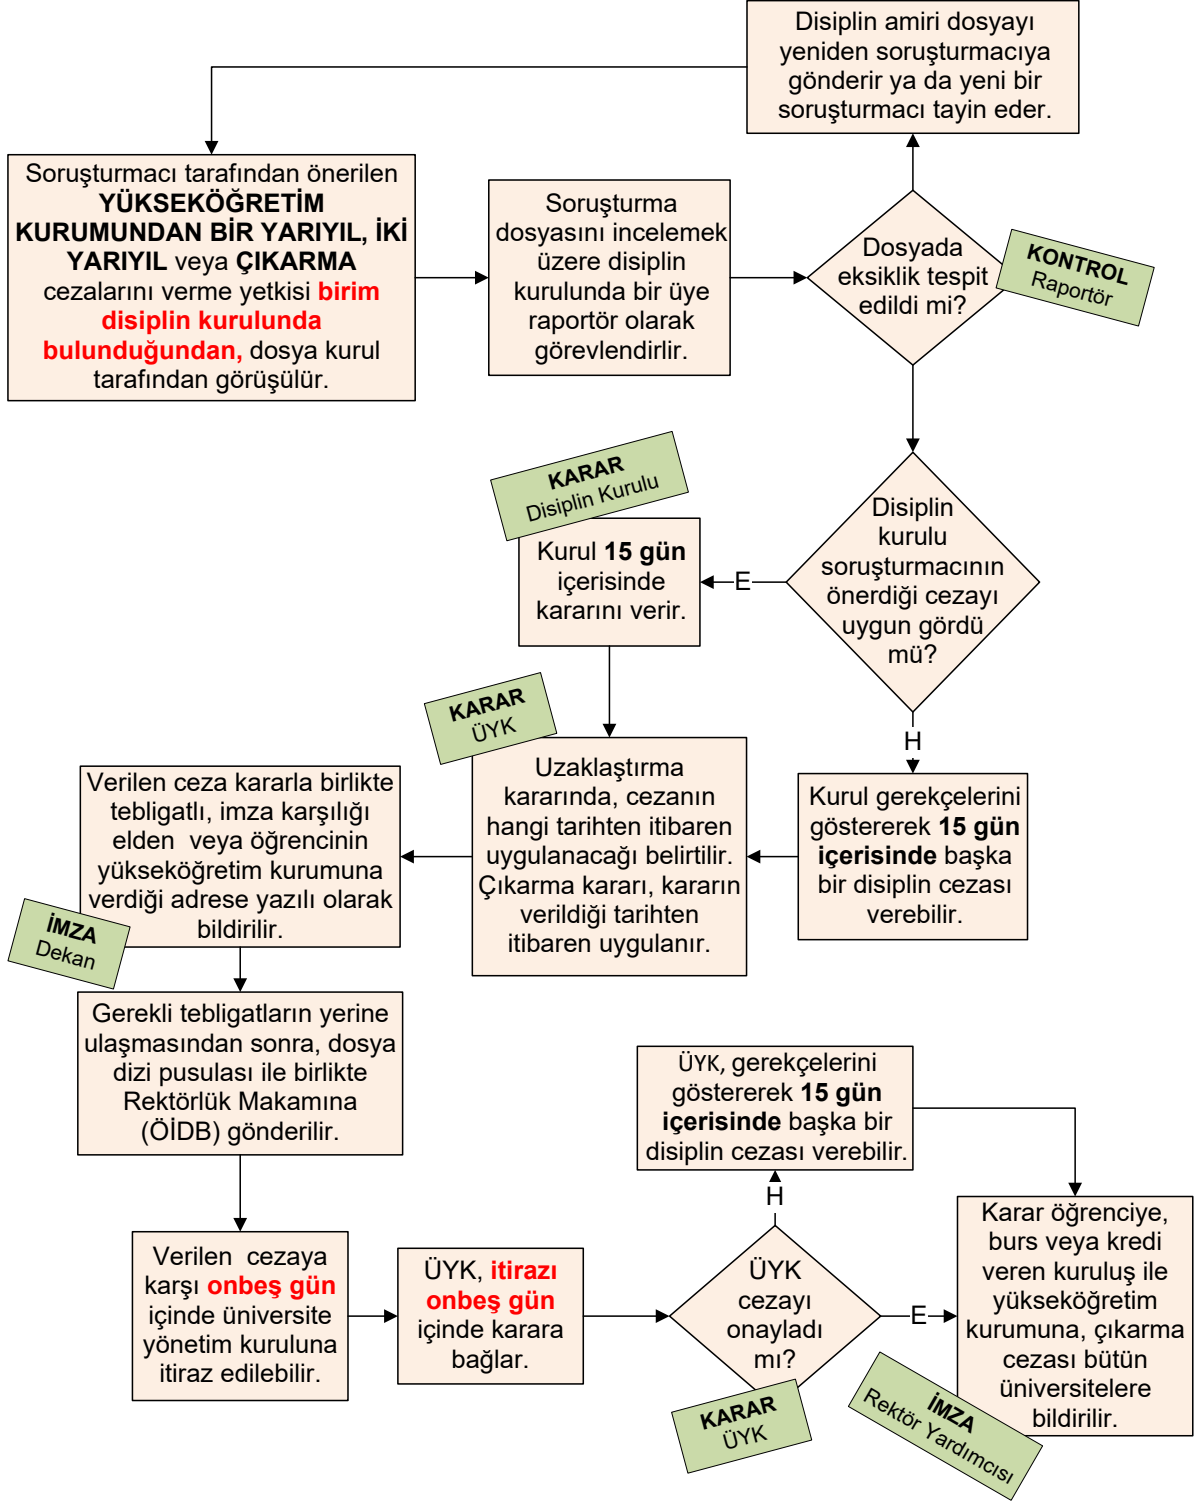 Disiplin amiri dosyayı
yeniden soruşturmacıya
gönderir ya da yeni bir
soruşturmacı tayin eder.
Soruşturmacı tarafından önerilen
YÜKSEKÖĞRETİM
KURUMUNDAN BİR YARIYIL, İKİ
YARIYIL veya ÇIKARMA
cezalarını verme yetkisi birim
disiplin kurulunda
bulunduğundan, dosya kurul
tarafından görüşülür.
Soruşturma
dosyasını incelemek
üzere disiplin
kurulunda bir üye
raportör olarak
görevlendirlir.
Dosyada
eksiklik tespit
edildi mi?
KONTROL
Raportör
Disiplin
kurulu
soruşturmacının
önerdiği cezayı
uygun gördü
mü?
E
H
KARAR
Disiplin Kurulu
Kurul 15 gün
içerisinde
kararını verir.
Kurul gerekçelerini
göstererek 15 gün
içerisinde başka
bir disiplin cezası
verebilir.
KARAR
ÜYK
Uzaklaştırma
kararında, cezanın
hangi tarihten itibaren
uygulanacağı belirtilir.
Çıkarma kararı, kararın
verildiği tarihten
itibaren uygulanır.
Verilen ceza kararla birlikte
tebligatlı, imza karşılığı
elden  veya öğrencinin
yükseköğretim kurumuna
verdiği adrese yazılı olarak
bildirilir.
İMZA
Dekan
Gerekli tebligatların yerine
ulaşmasından sonra, dosya
dizi pusulası ile birlikte
Rektörlük Makamına
(ÖİDB) gönderilir.
Verilen  cezaya
karşı onbeş gün
içinde üniversite
yönetim kuruluna
itiraz edilebilir.
ÜYK, itirazı
onbeş gün
içinde karara
bağlar.
ÜYK
cezayı
onayladı
mı?
KARAR
ÜYK
H
E
ÜYK, gerekçelerini
göstererek 15 gün
içerisinde başka bir
disiplin cezası verebilir.
Karar öğrenciye,
burs veya kredi
veren kuruluş ile
yükseköğretim
kurumuna, çıkarma
cezası bütün
üniversitelere
bildirilir.
İMZA
Rektör Yardımcısı